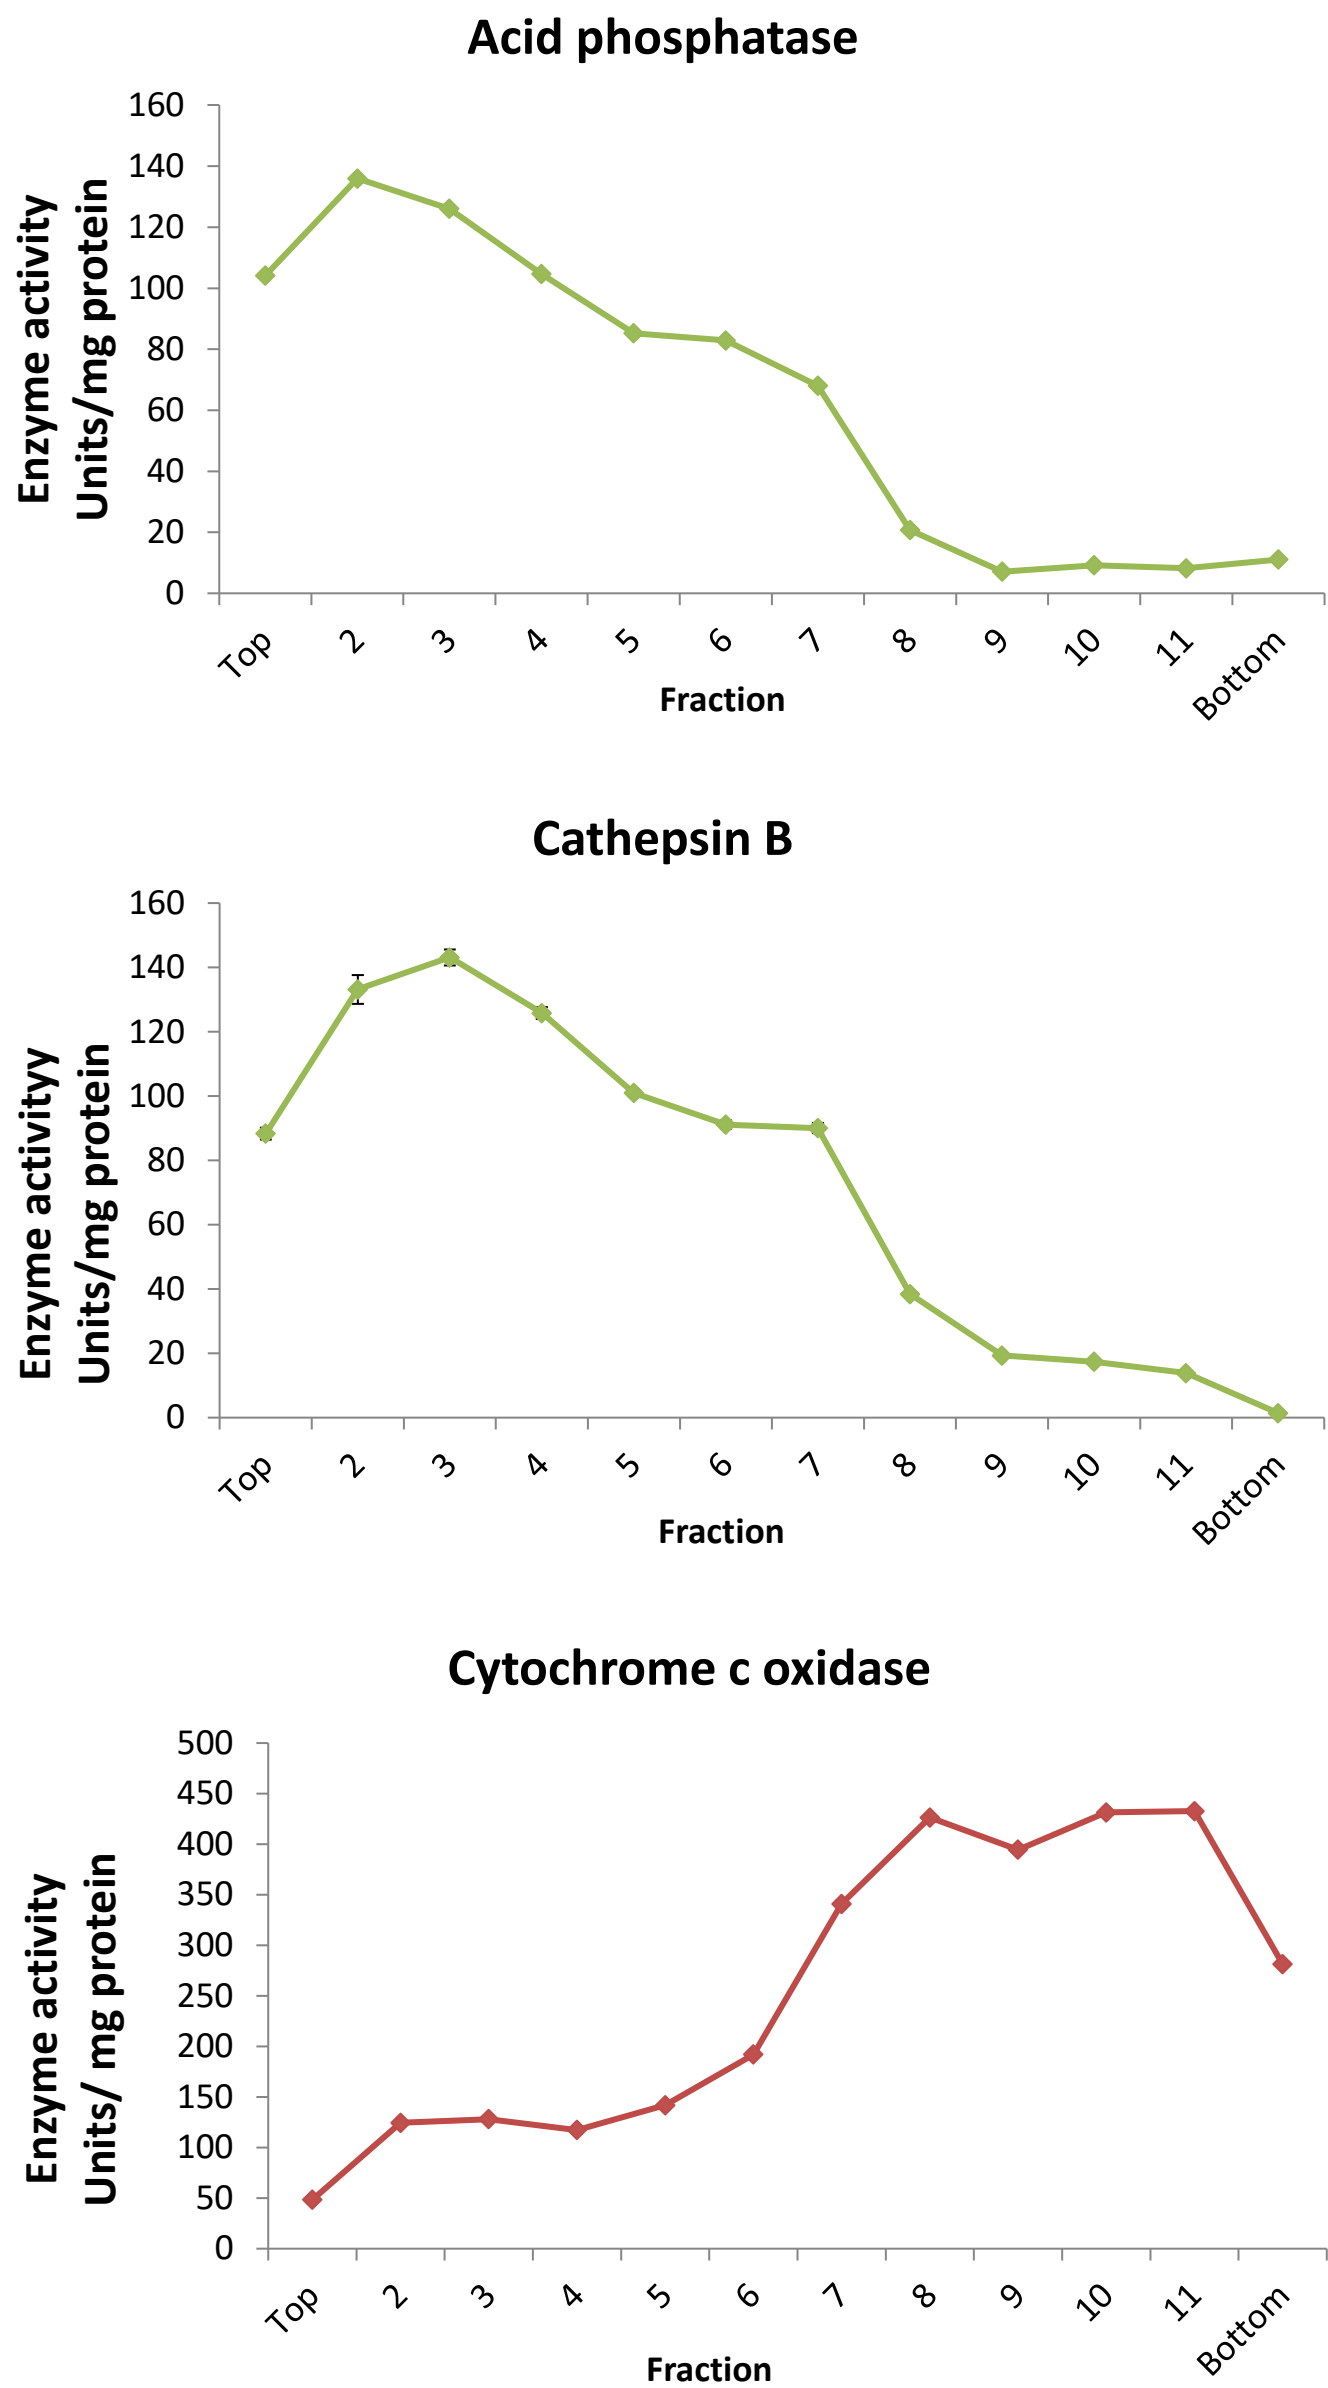 Acid phosphatase
Enzyme activity
Units/mg protein
160
140
120
100
80
60
40
20
0
Top 2 3 4 5 6 7 8 9 10 11 Bottom
Fraction
Cathepsin B
Enzyme activityy
Units/mg protein
160
140
120
100
80
60
40
20
0
Top 2 3 4 5 6 7 8 9 10 11 Bottom
Fraction
Cytochrome c oxidase
Enzyme activity
Units/ mg protein
500
450
400
350
300
250
200
150
100
50
0
Top 2 3 4 5 6 7 8 9 10 11 Bottom
Fraction